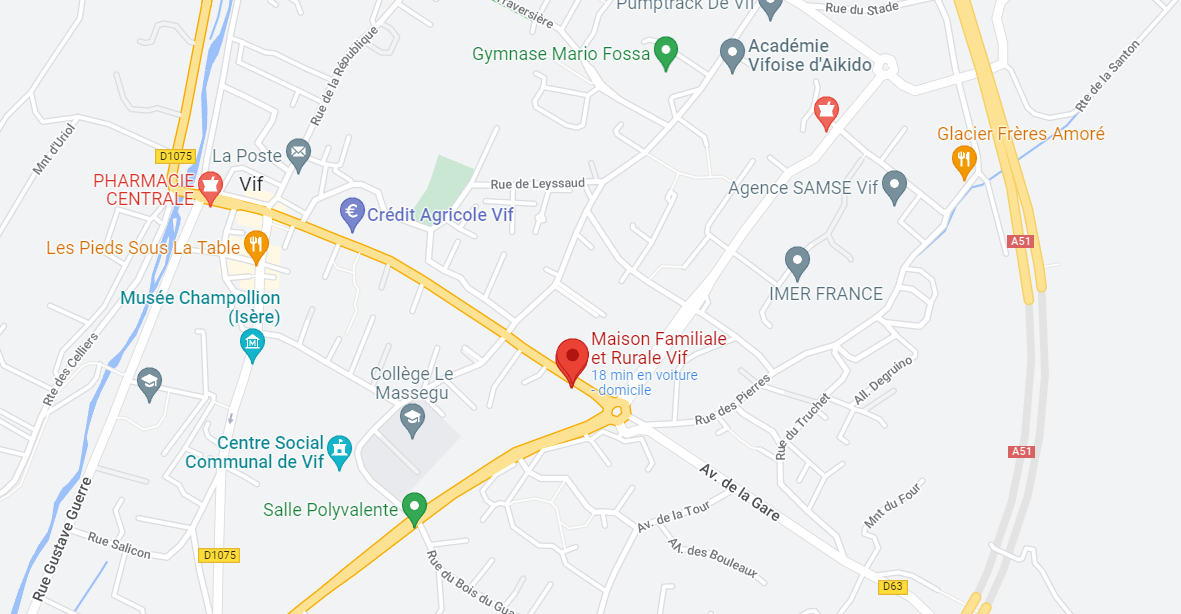 Traversière
Pumptrack De Vif
Rue du Stade
Gymnase Mario Fossa
Académie
Vifoise d'Aikido
Rue de la République
Rte de la Santon
Mnt d'Uriol
Glacier Frères Amoré
D1075
La Poste
PHARMACIE
CENTRALE
Vif
Rue de Leyssaud
Agence SAMSE Vif
€
Crédit Agricole Vif
Les Pieds Sous La Table
A51
IMER FRANCE
Musée Champollion
(Isère)
Maison Familiale
et Rurale Vif
18 min en voiture
- domicile
Rte des Celliers
Collège Le
Massegu
All. Degruino
Rue des Pierres
Rue du Truchet
Centre Social
Communal de Vif
A51
Av. de la Gare
Rue Gustave Guerre
Salle Polyvalente
Av. de la Tour
Mnt du Four
Rue Salicon
D1075
Av. des Bouleaux
Rue du Bois du Gua
D63